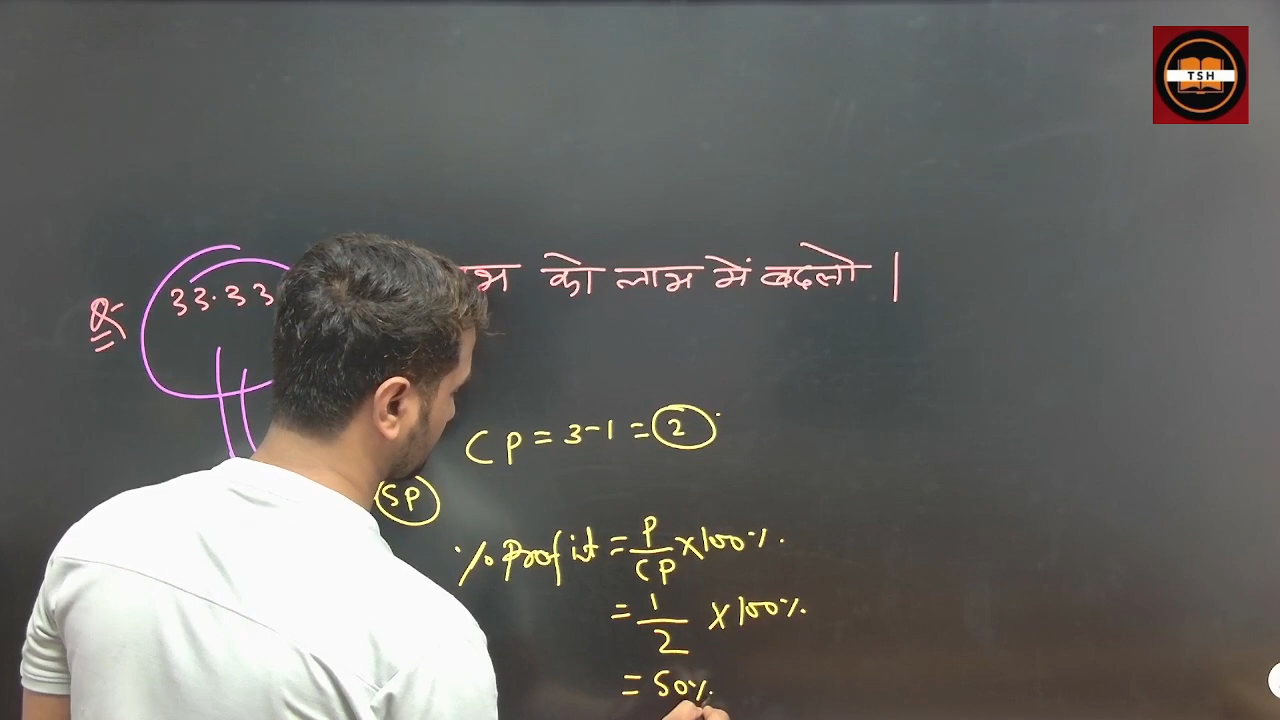 TSH
Q 33.33 को लाभ में बदलो |
CP = 3-1 = 2
SP
% Profit = P/CP × 100%.
= 1/2 × 100%
= 50%